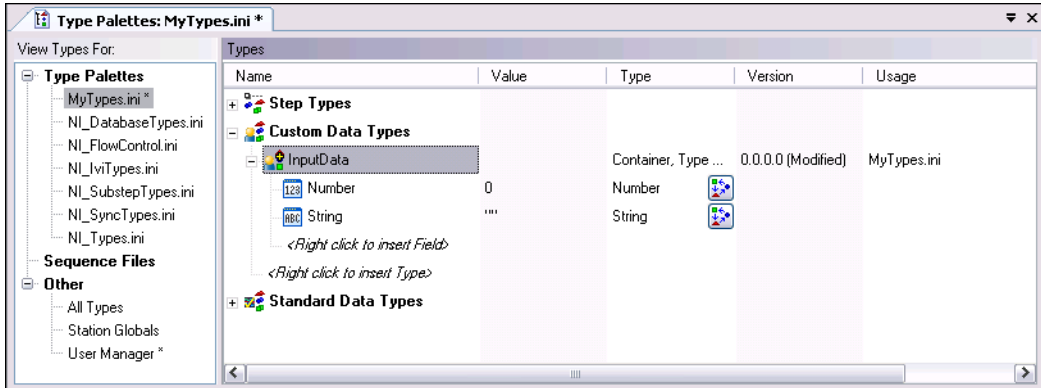 Type Palettes: MyTypes.ini *
View Types For:
Types
Type Palettes
MyTypes.ini *
NI_DatabaseTypes.ini
NI_FlowControl.ini
NI_IviTypes.ini
NI_SubstepTypes.ini
NI_SyncTypes.ini
NI_Types.ini
Sequence Files
Other
All Types
Station Globals
User Manager *
Name Value Type Version Usage
Step Types
Custom Data Types
InputData Container, Type ... 0.0.0.0 (Modified) MyTypes.ini
123 Number 0 Number
ABC String "" String
<Right click to insert Field>
<Right click to insert Type>
Standard Data Types